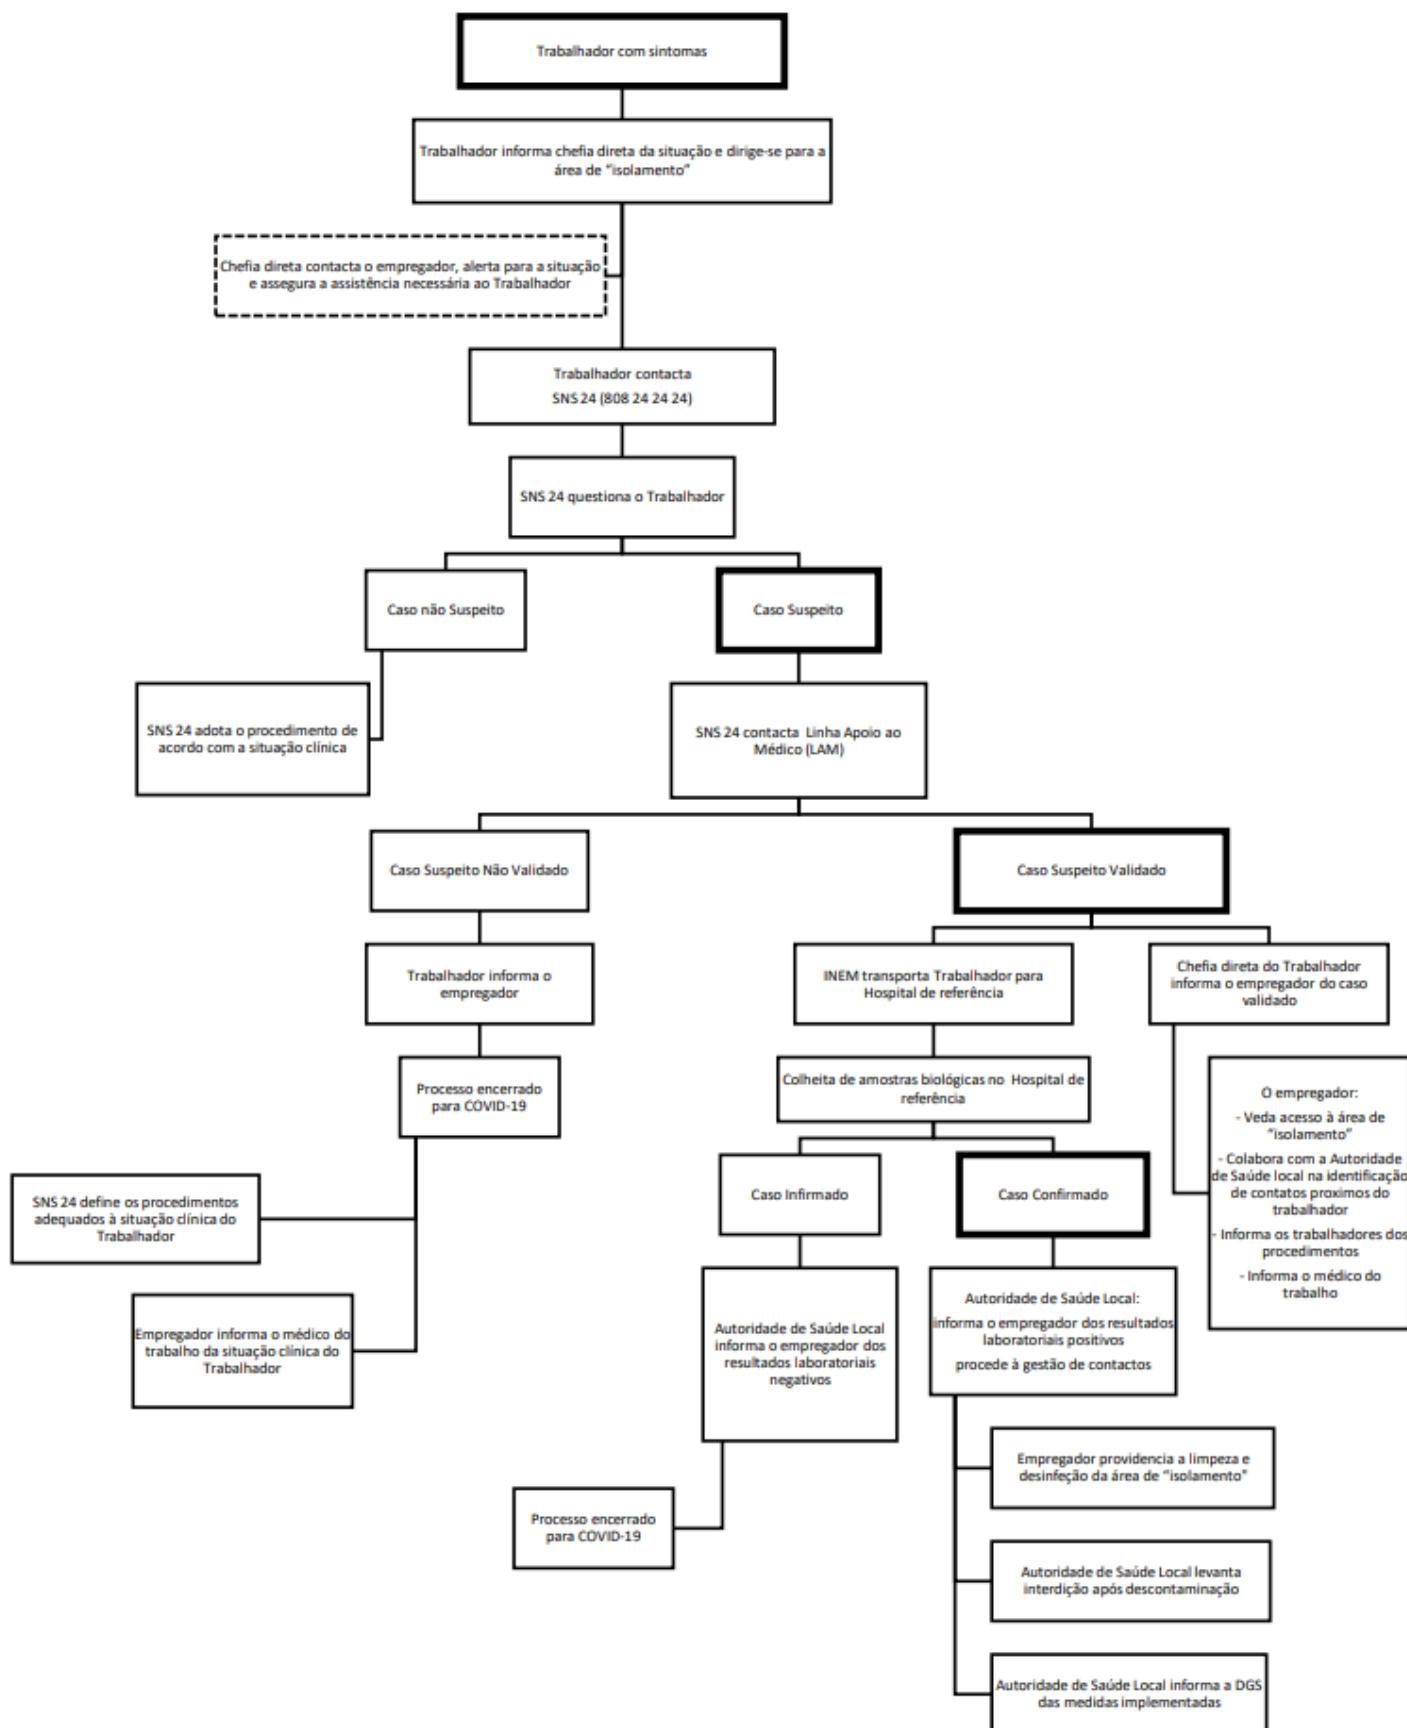 Trabalhador com sintomas
Trabalhador informa chefia direta da situação e dirige-se para a
área de “isolamento”
Chefia direta contacta o empregador, alerta para a situação
e assegura a assistência necessária ao Trabalhador
Trabalhador contacta
SNS 24 (808 24 24 24)
SNS 24 questiona o Trabalhador
Caso não Suspeito
Caso Suspeito
SNS 24 adota o procedimento de
acordo com a situação clínica
SNS 24 contacta Linha Apoio ao
Médico (LAM)
Caso Suspeito Não Validado
Caso Suspeito Validado
Trabalhador informa o
empregador
INEM transporta Trabalhador para
Hospital de referência
Chefia direta do Trabalhador
informa o empregador do caso
validado
Processo encerrado
para COVID-19
Colheita de amostras biológicas no Hospital de
referência
O empregador:
- Veda acesso à área de
“isolamento”
- Colabora com a Autoridade
de Saúde local na identificação
de contatos proximos do
trabalhador
- Informa os trabalhadores dos
procedimentos
- Informa o médico do
trabalho
SNS 24 define os procedimentos
adequados à situação clínica do
Trabalhador
Caso Infirmado
Caso Confirmado
Empregador informa o médico do
trabalho da situação clínica do
Trabalhador
Autoridade de Saúde Local
informa o empregador dos
resultados laboratoriais
negativos
Autoridade de Saúde Local:
informa o empregador dos resultados
laboratoriais positivos
procede à gestão de contactos
Processo encerrado
para COVID-19
Empregador providencia a limpeza e
desinfeção da área de “isolamento”
Autoridade de Saúde Local levanta
interdição após descontaminação
Autoridade de Saúde Local informa a DGS
das medidas implementadas